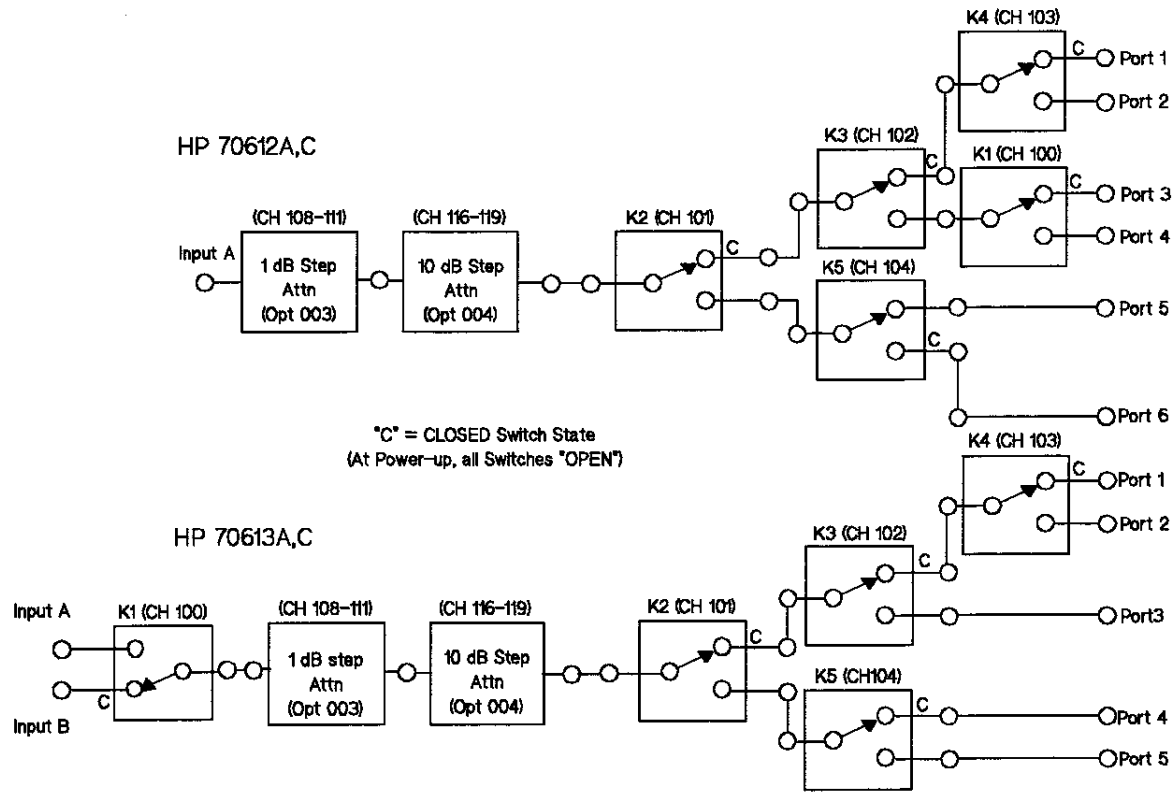 K4 (CH 103)
C
Port 1
Port 2
HP 70612A,C
K3 (CH 102)
C
K1 (CH 100)
C
Port 3
Port 4
(CH 108-111)
(CH 116-119)
K2 (CH 101)
C
Input A
1 dB Step
Attn
(Opt 003)
10 dB Step
Attn
(Opt 004)
K5 (CH 104)
Port 5
C
Port 6
"C" = CLOSED Switch State
(At Power-up, all Switches "OPEN")
K4 (CH 103)
C
Port 1
Port 2
HP 70613A,C
K3 (CH 102)
C
Port3
Input A
K1 (CH 100)
C
Input B
(CH 108-111)
(CH 116-119)
K2 (CH 101)
C
1 dB step
Attn
(Opt 003)
10 dB Step
Attn
(Opt 004)
K5 (CH104)
C
Port 4
Port 5